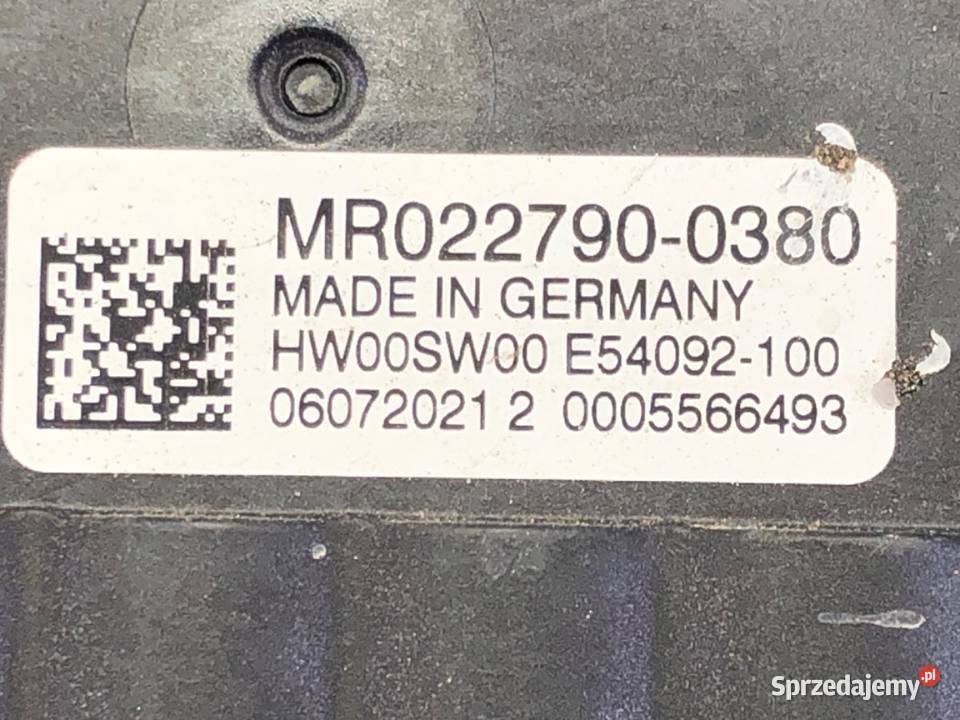 MR022790-0380
MADE IN GERMANY
HW00SW00 E54092-100
06072021 2 0005566493
Sprzedajemy.pl